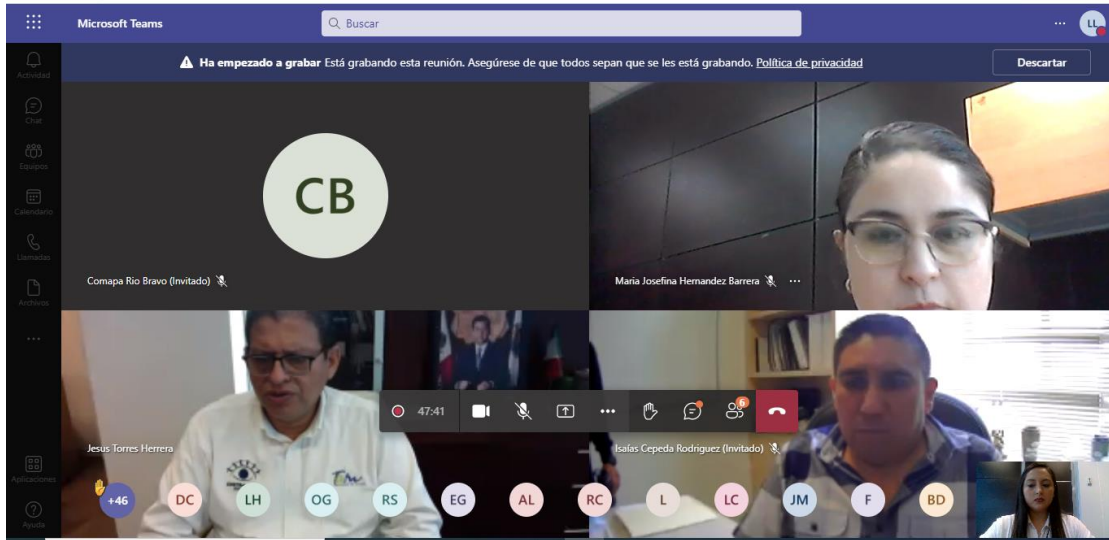 Microsoft Teams
Buscar
LL
Ha empezado a grabar Está grabando esta reunión. Asegúrese de que todos sepan que se les está grabando. Política de privacidad
Descartar
Actividad
Chat
Equipos
Calendario
Llamadas
Archivos
Aplicaciones
Ayuda
CB
Comapa Rio Bravo (Invitado)
Maria Josefina Hernandez Barrera
47:41
6
Jesus Torres Herrera
Isaías Cepeda Rodriguez (Invitado)
+46
DC
LH
OG
RS
EG
AL
RC
L
LC
JM
F
BD